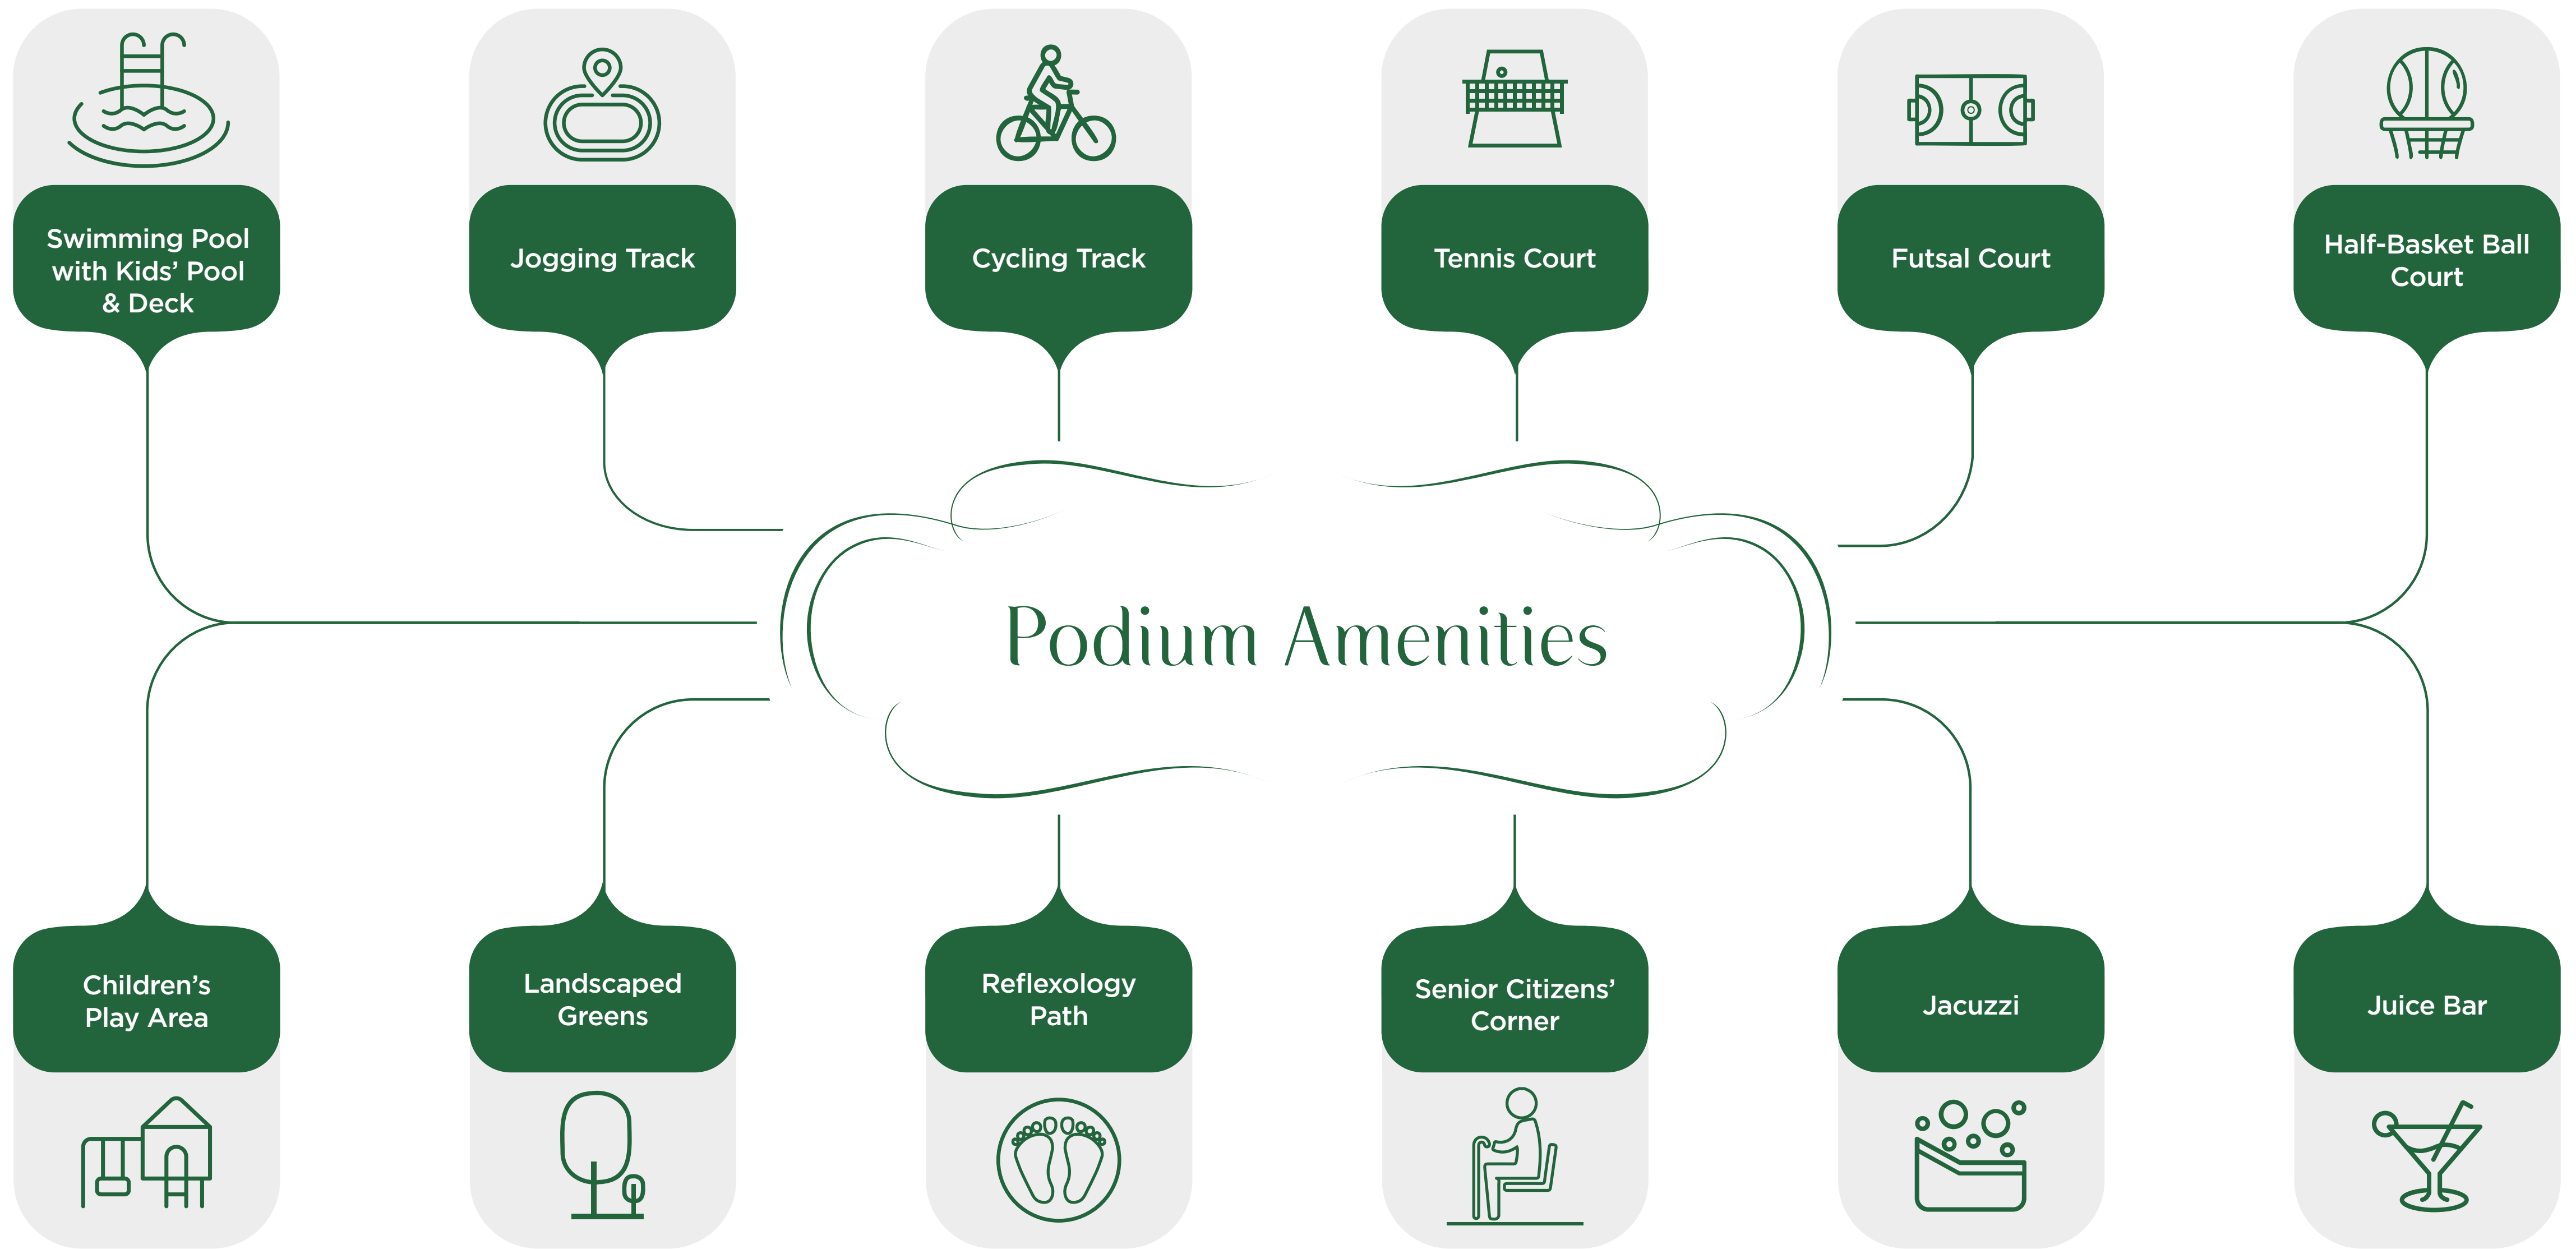 Swimming Pool
with Kids’ Pool
& Deck
Jogging Track
Cycling Track
Tennis Court
Futsal Court
Half-Basket Ball
Court
Podium Amenities
Children’s
Play Area
Landscaped
Greens
Reflexology
Path
Senior Citizens’
Corner
Jacuzzi
Juice Bar